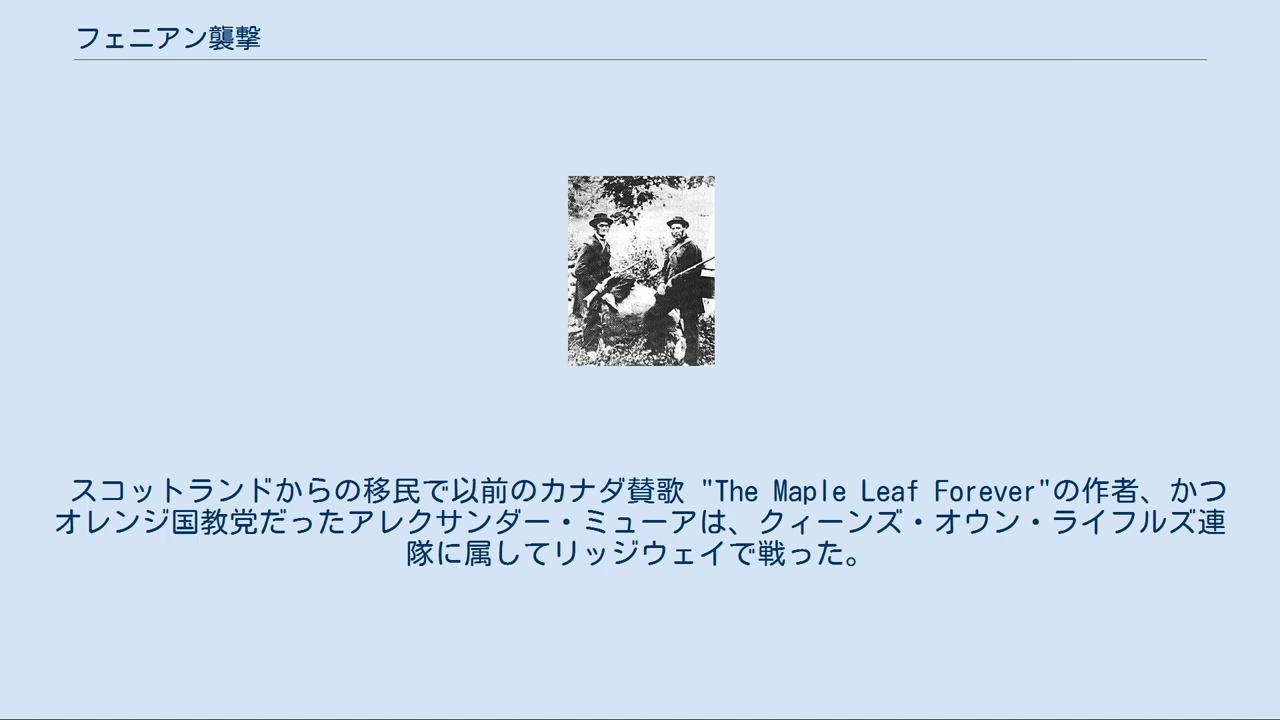 フェニアン襲撃
スコットランドからの移民で以前のカナダ賛歌 "The Maple Leaf Forever"の作者、かつ
オレンジ国教党だったアレクサンダー・ミューアは、クィーンズ・オウン・ライフルズ連
隊に属してリッジウェイで戦った。